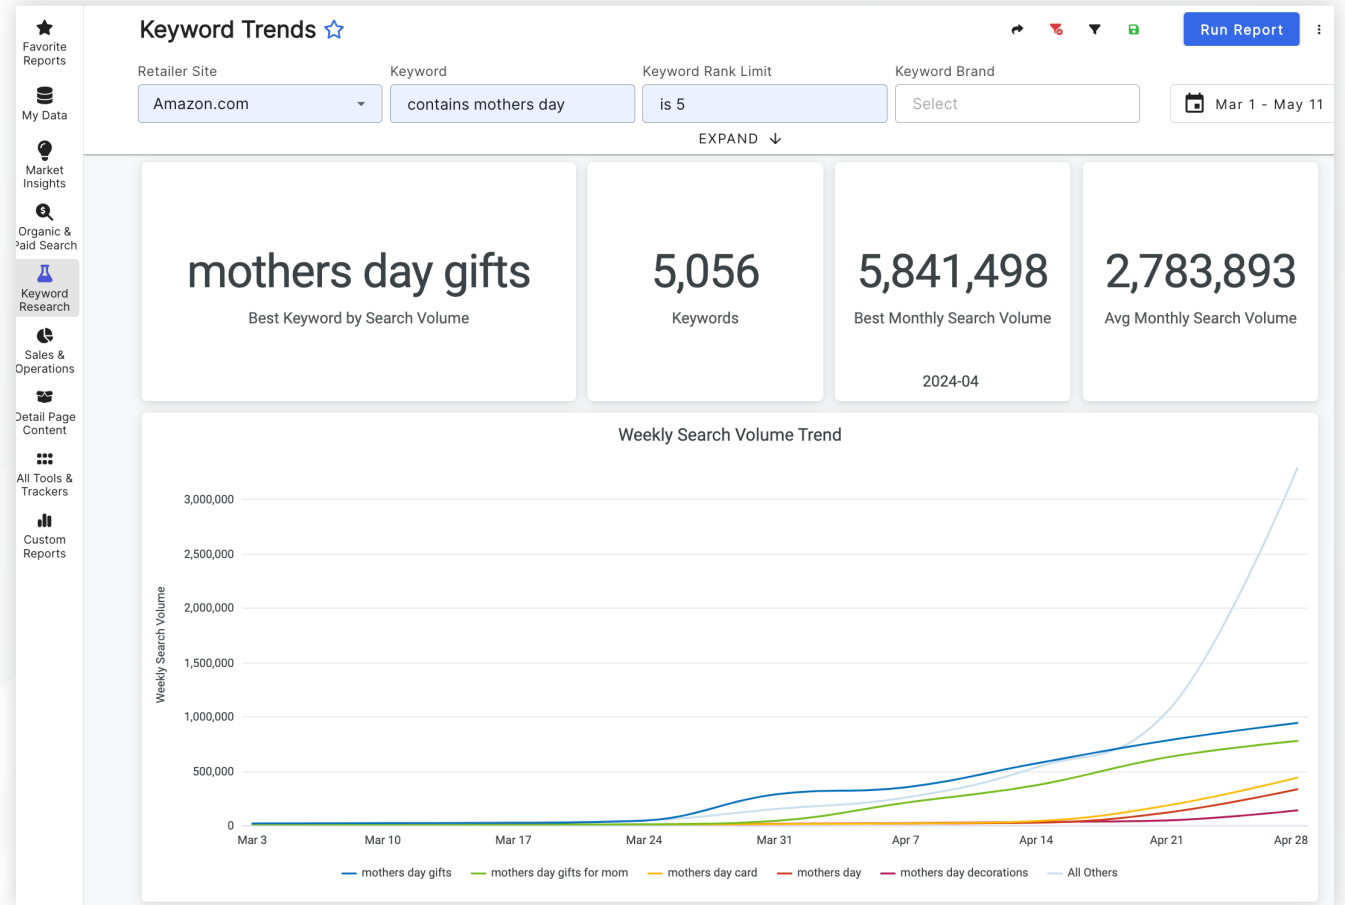 Favorite
Reports
My Data
Market
Insights
Organic &
Paid Search
Keyword
Research
Sales &
Operations
Detail Page
Content
All Tools &
Trackers
Custom
Reports
Keyword Trends
Run Report
Retailer Site
Keyword
Keyword Rank Limit
Keyword Brand
Amazon.com
contains mothers day
is 5
Select
Mar 1 - May 11
EXPAND
mothers day gifts
Best Keyword by Search Volume
5,056
Keywords
5,841,498
Best Monthly Search Volume
2024-04
2,783,893
Avg Monthly Search Volume
Weekly Search Volume Trend
Weekly Search Volume
3,000,000
2,500,000
2,000,000
1,500,000
1,000,000
500,000
0
Mar 3 Mar 10 Mar 17 Mar 24 Mar 31 Apr 7 Apr 14 Apr 21 Apr 28
mothers day gifts mothers day gifts for mom mothers day card mothers day mothers day decorations All Others